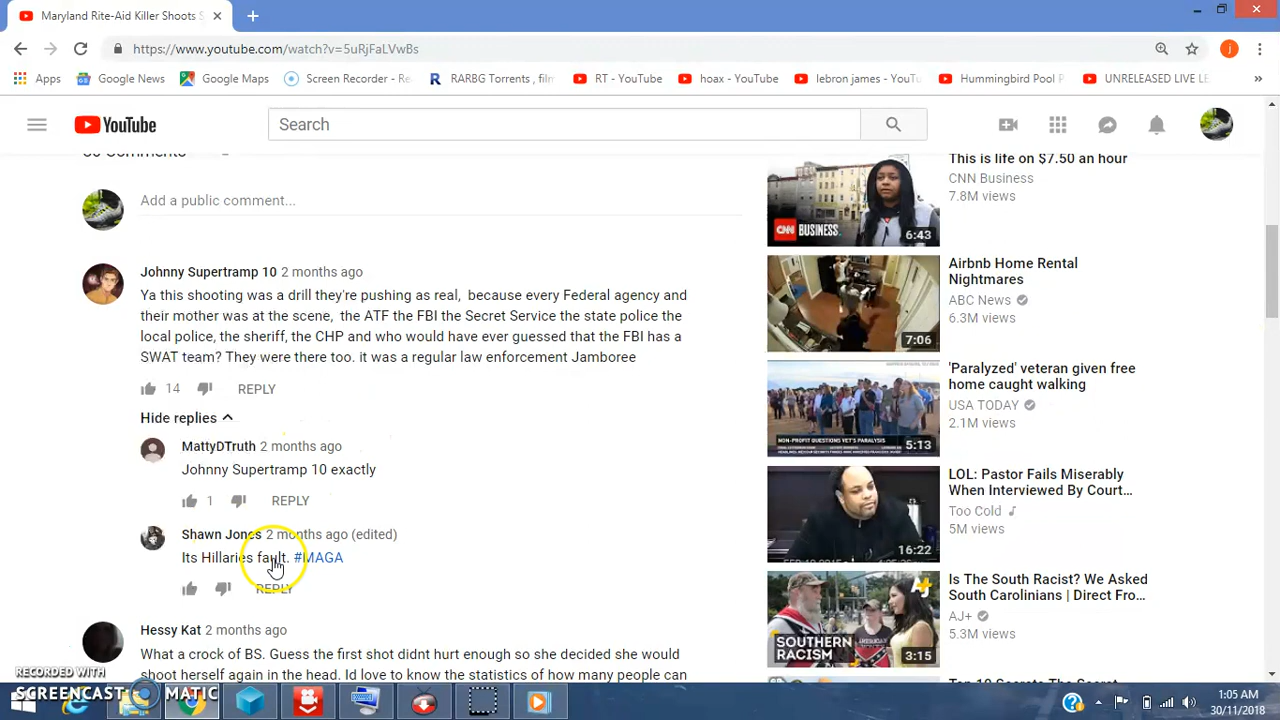 Maryland Rite-Aid Killer Shoots S
https://www.youtube.com/watch?v=5uRjFaLVwBs
j
Apps Google News Google Maps Screen Recorder - Re RARBG Torrents , film RT - YouTube hoax - YouTube lebron james - YouTu Hummingbird Pool P UNRELEASED LIVE LE »
YouTube
Search
Comments
Add a public comment...
Johnny Supertramp 10 2 months ago
Ya this shooting was a drill they're pushing as real, because every Federal agency and
their mother was at the scene, the ATF the FBI the Secret Service the state police the
local police, the sheriff, the CHP and who would have ever guessed that the FBI has a
SWAT team? They were there too. it was a regular law enforcement Jamboree
14 REPLY
Hide replies
MattyDTruth 2 months ago
Johnny Supertramp 10 exactly
1 REPLY
Shawn Jones 2 months ago (edited)
Its Hillaries fault. #MAGA
REPLY
Hessy Kat 2 months ago
at a crock of BS. Guess the first shot didnt hurt enough so she decided she would
shoot herself again in the head. Id love to know the statistics of how many people can
This is life on $7.50 an hour
CNN Business
7.8M views
CNN BUSINESS
6:43
Airbnb Home Rental
Nightmares
ABC News
6.3M views
7:06
'Paralyzed' veteran given free
home caught walking
USA TODAY
2.1M views
NON-PROFIT QUESTIONS VET'S PARALYSIS
5:13
LOL: Pastor Fails Miserably
When Interviewed By Court...
Too Cold
5M views
16:22
Is The South Racist? We Asked
South Carolinians | Direct Fro...
AJ+
5.3M views
SOUTHERN
RACISM
3:15
RECORDED WITH
SCREENCAST MATIC
1:05 AM
30/11/2018